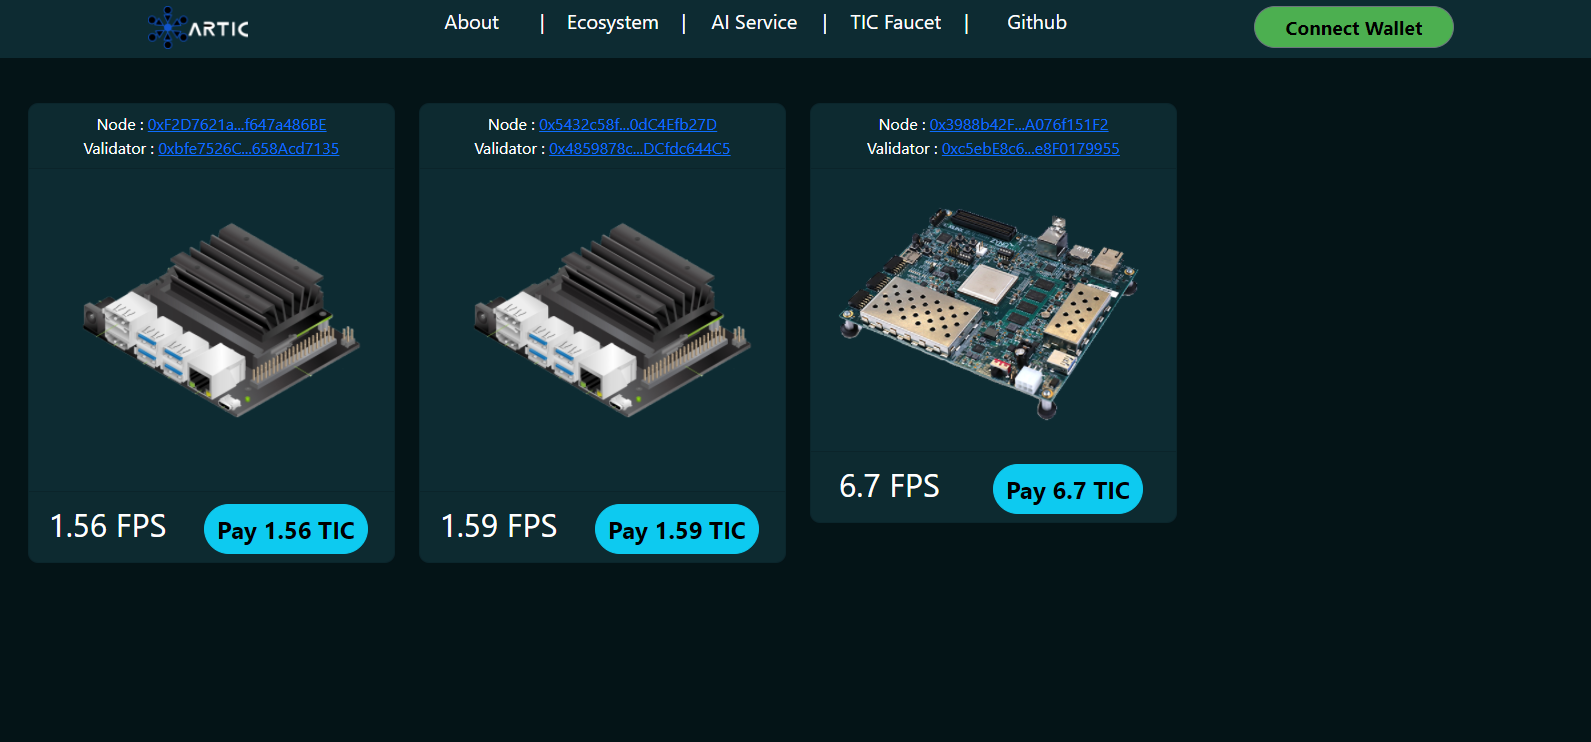 ARTIC
About | Ecosystem | AI Service | TIC Faucet | Github
Connect Wallet
Node : 0xF2D7621a...f647a486BE
Validator : 0xbfe7526C...658Acd7135
1.56 FPS
Pay 1.56 TIC
Node : 0x5432c58f...0dC4Efb27D
Validator : 0x4859878c...DCfdc644C5
1.59 FPS
Pay 1.59 TIC
Node : 0x3988b42F...A076f151F2
Validator : 0xc5ebE8c6...e8F0179955
6.7 FPS
Pay 6.7 TIC